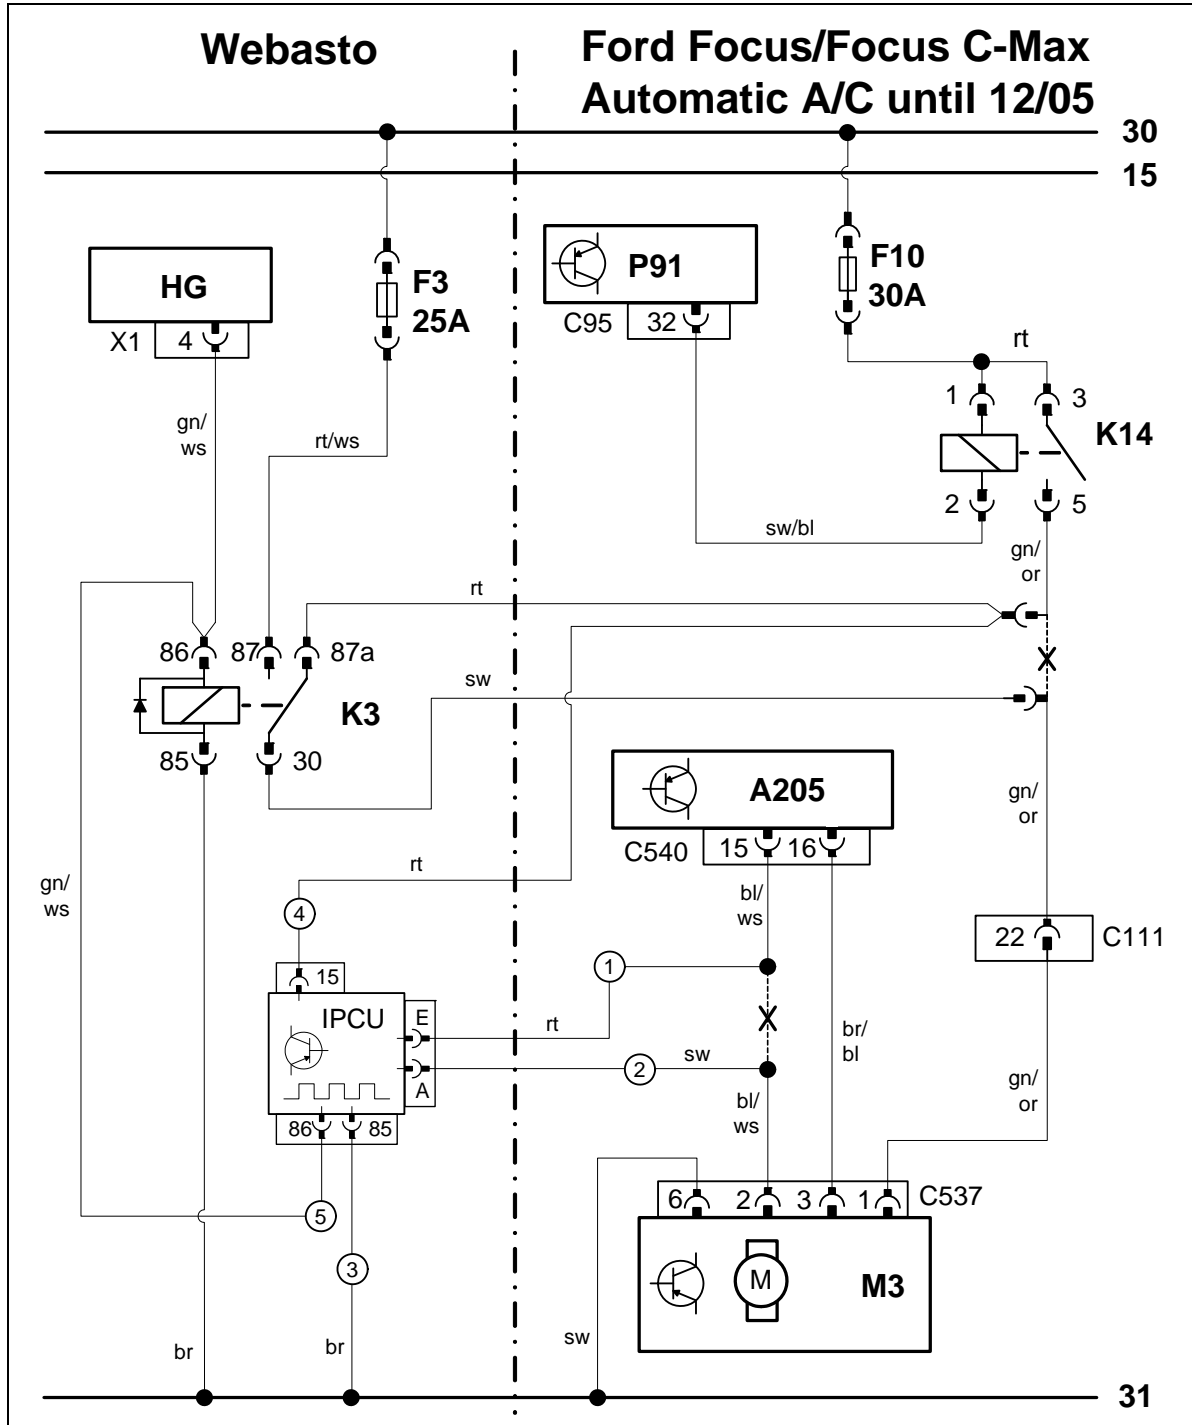 Webasto
Ford Focus/Focus C-Max
Automatic A/C until 12/05
30
15
HG
X1
4
F3
25A
P91
C95
32
F10
30A
rt
1
3
K14
2
5
gn/
ws
rt/ws
sw/bl
gn/
or
rt
86
87
87a
sw
K3
85
30
A205
C540
15
16
gn/
or
rt
gn/
ws
bl/
ws
4
22
C111
1
15
IPCU
E
rt
br/
bl
sw
2
A
bl/
ws
gn/
or
86
85
6
2
3
1
C537
5
3
M
M3
br
br
sw
31